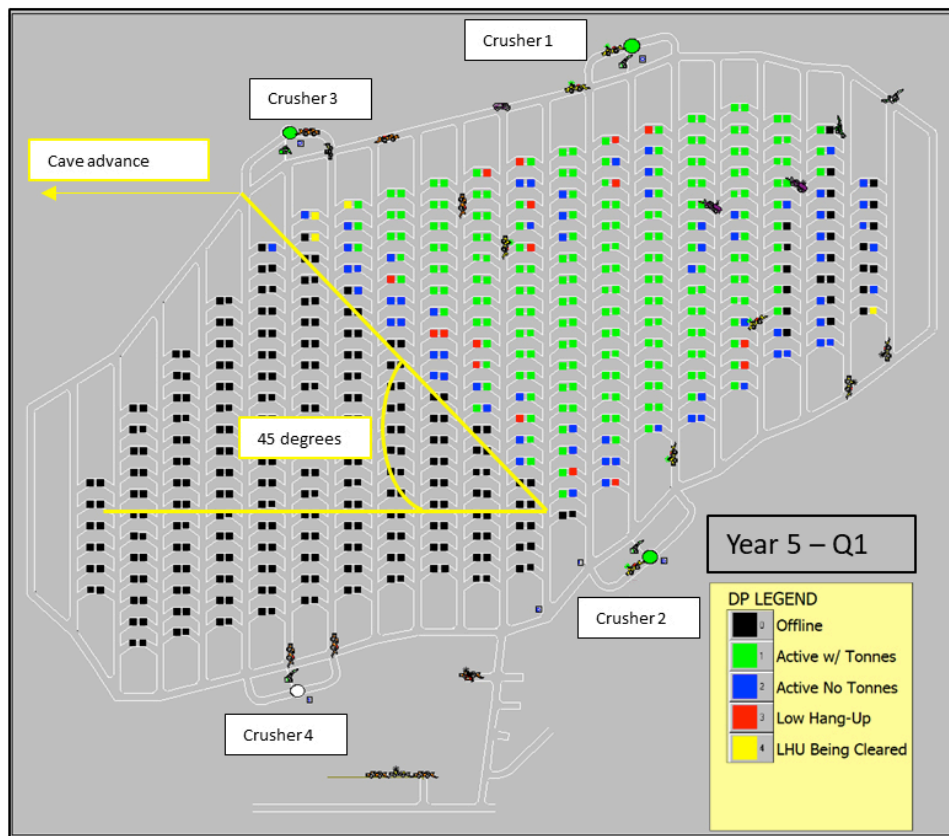 Crusher 1
Crusher 3
Cave advance
45 degrees
Year 5 – Q1
Crusher 2
Crusher 4
DP LEGEND
0 Offline
1 Active w/ Tonnes
2 Active No Tonnes
3 Low Hang-Up
4 LHU Being Cleared